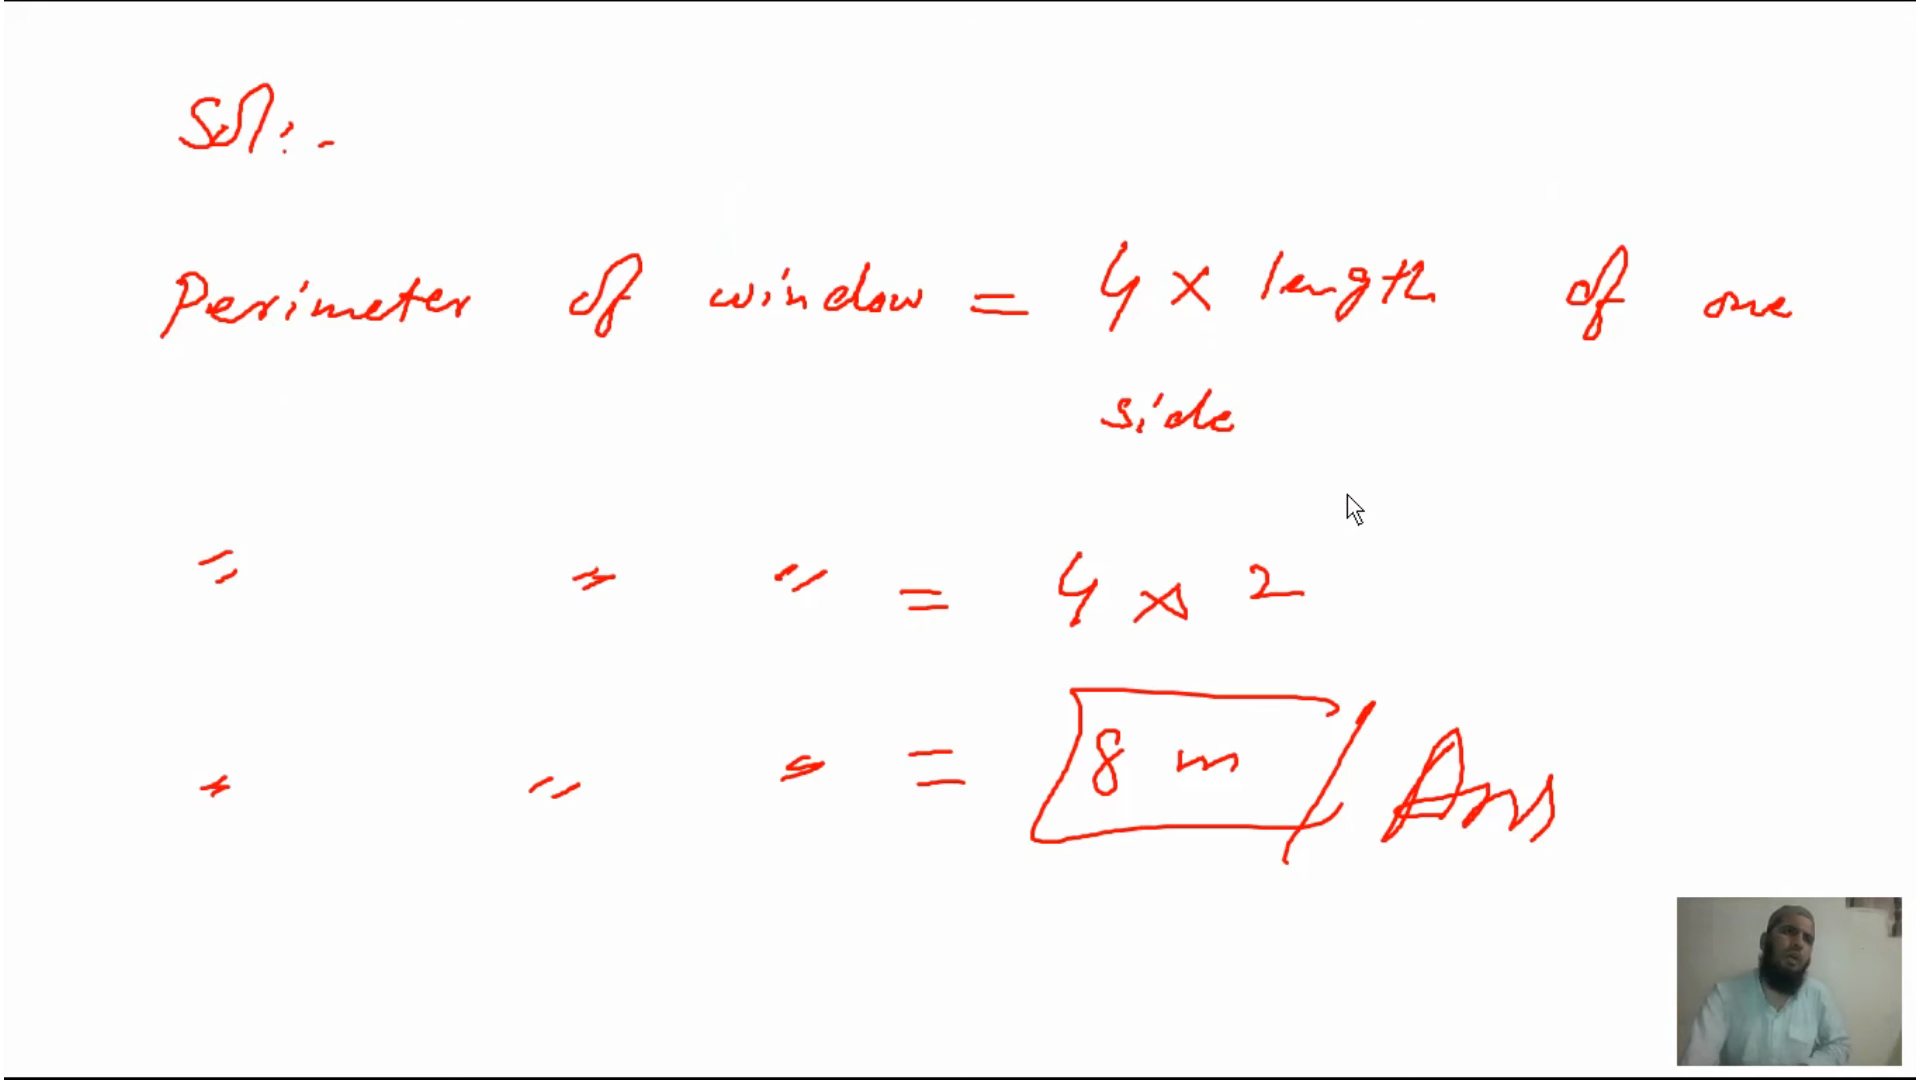 Sol:-
Perimeter of window = 4 × length of one
side
" " " = 4 × 2
" " " = 8 m Ans